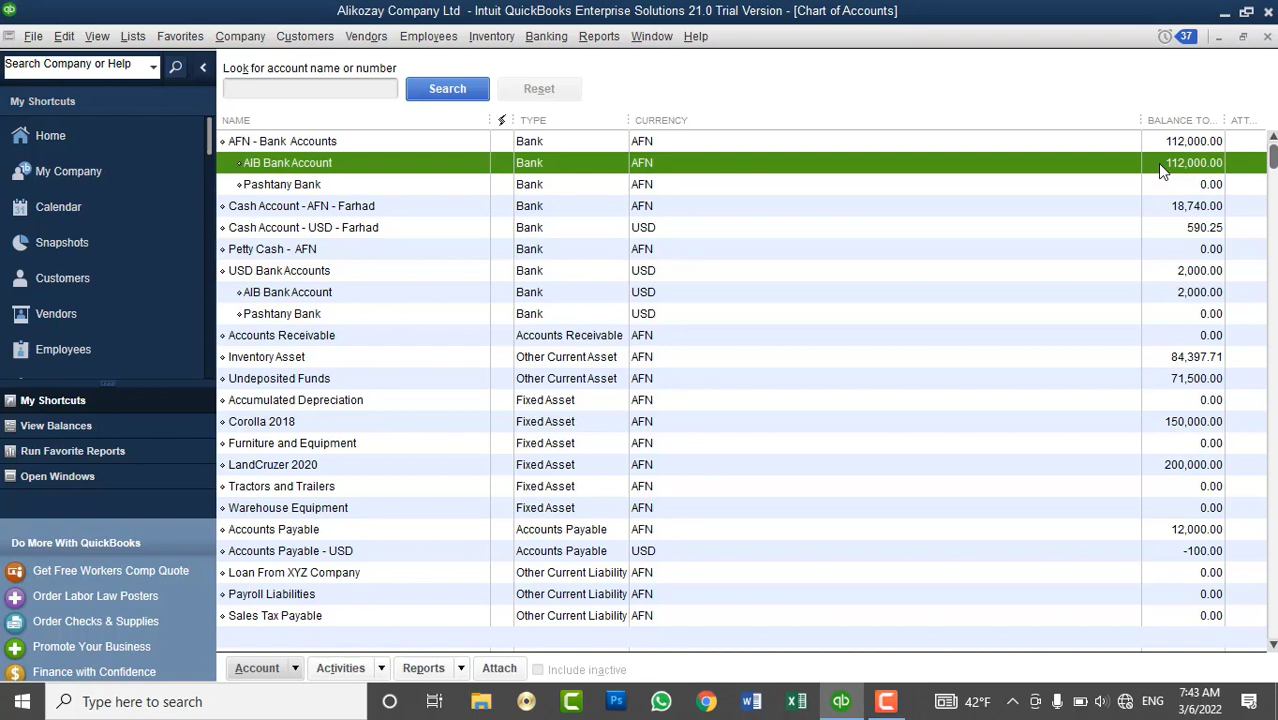 Alikozay Company Ltd - Intuit QuickBooks Enterprise Solutions 21.0 Trial Version - [Chart of Accounts]
File Edit View Lists Favorites Company Customers Vendors Employees Inventory Banking Reports Window Help
37
Search Company or Help
My Shortcuts
Home
My Company
Calendar
Snapshots
Customers
Vendors
Employees
My Shortcuts
View Balances
Run Favorite Reports
Open Windows
Do More With QuickBooks
Get Free Workers Comp Quote
Order Labor Law Posters
Order Checks & Supplies
Promote Your Business
Finance with Confidence
Look for account name or number
Search Reset
NAME TYPE CURRENCY BALANCE TO... ATT...
AFN - Bank Accounts Bank AFN 112,000.00
AIB Bank Account Bank AFN 112,000.00
Pashtany Bank Bank AFN 0.00
Cash Account - AFN - Farhad Bank AFN 18,740.00
Cash Account - USD - Farhad Bank USD 590.25
Petty Cash - AFN Bank AFN 0.00
USD Bank Accounts Bank USD 2,000.00
AIB Bank Account Bank USD 2,000.00
Pashtany Bank Bank USD 0.00
Accounts Receivable Accounts Receivable AFN 0.00
Inventory Asset Other Current Asset AFN 84,397.71
Undeposited Funds Other Current Asset AFN 71,500.00
Accumulated Depreciation Fixed Asset AFN 0.00
Corolla 2018 Fixed Asset AFN 150,000.00
Furniture and Equipment Fixed Asset AFN 0.00
LandCruzer 2020 Fixed Asset AFN 200,000.00
Tractors and Trailers Fixed Asset AFN 0.00
Warehouse Equipment Fixed Asset AFN 0.00
Accounts Payable Accounts Payable AFN 12,000.00
Accounts Payable - USD Accounts Payable USD -100.00
Loan From XYZ Company Other Current Liability AFN 0.00
Payroll Liabilities Other Current Liability AFN 0.00
Sales Tax Payable Other Current Liability AFN 0.00
Account Activities Reports Attach Include inactive
Type here to search
42°F
ENG
7:43 AM
3/6/2022